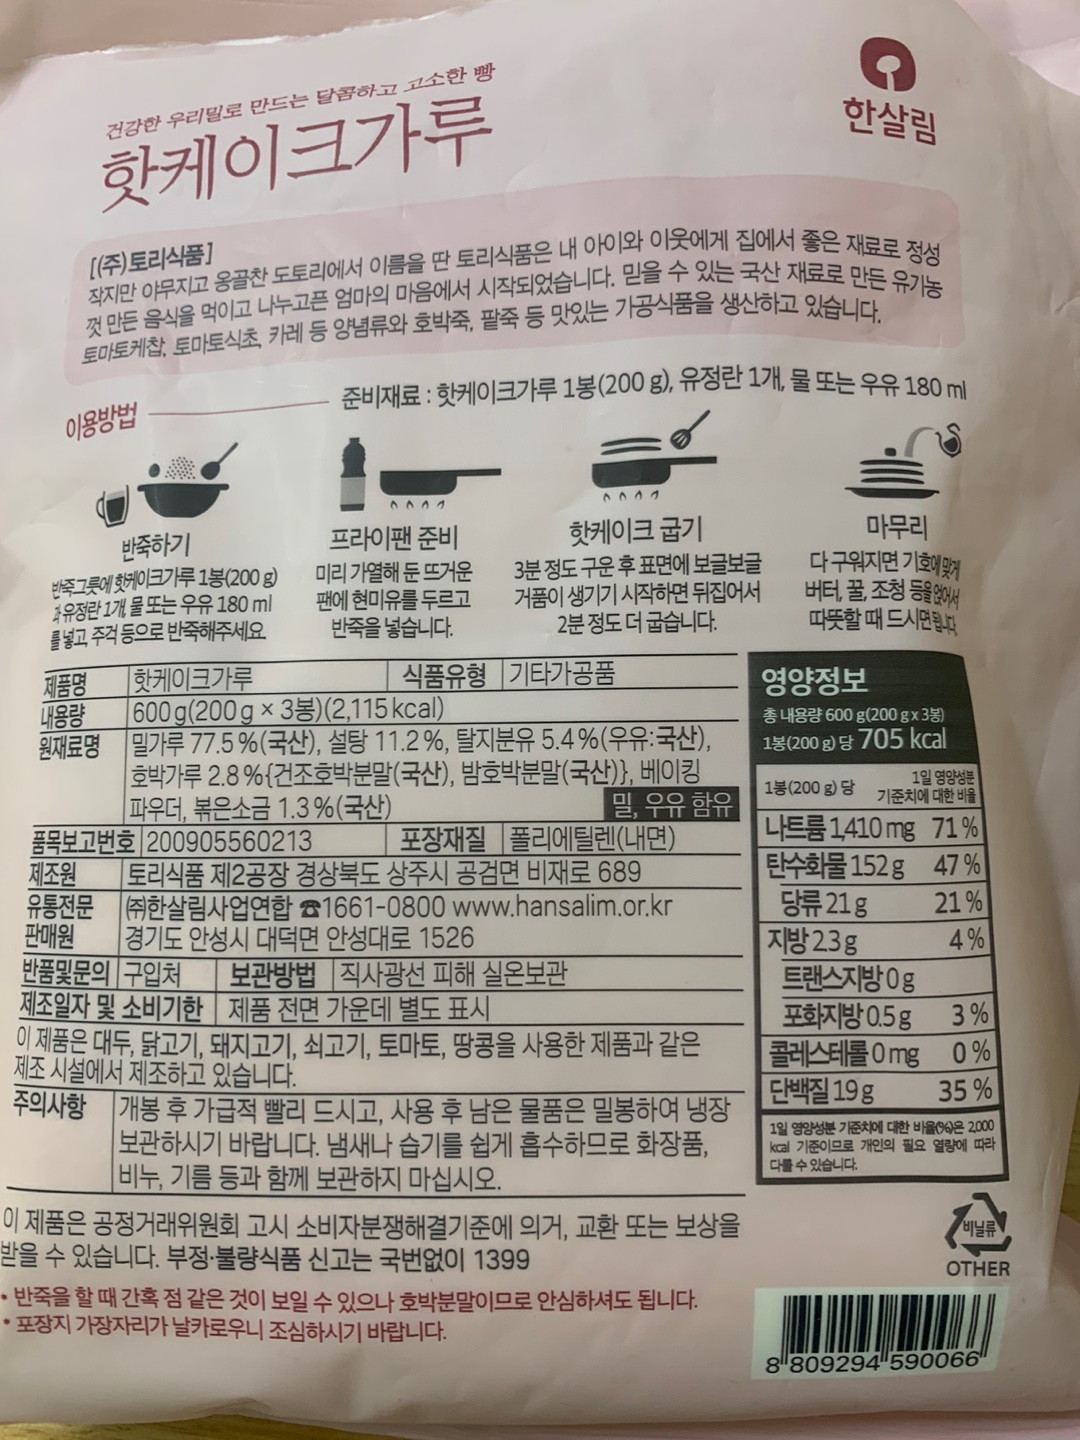 건강한 우리밀로 만드는 달콤하고 고소한 빵
핫케이크가루
한살림
[(주)토리식품]
작지만 야무지고 옹골찬 도토리에서 이름을 딴 토리식품은 내 아이와 이웃에게 집에서 좋은 재료로 정성
껏 만든 음식을 먹이고 나누고픈 엄마의 마음에서 시작되었습니다. 믿을 수 있는 국산 재료로 만든 유기농
토마토케찹, 토마토식초, 카레 등 양념류와 호박죽, 팥죽 등 맛있는 가공식품을 생산하고 있습니다.
이용방법
준비재료 : 핫케이크가루 1봉(200 g), 유정란 1개, 물 또는 우유 180 ml
반죽하기
반죽그릇에 핫케이크가루 1봉(200 g)
과 유정란 1개, 물 또는 우유 180 ml
를 넣고, 주걱 등으로 반죽해주세요.
프라이팬 준비
미리 가열해 둔 뜨거운
팬에 현미유를 두르고
반죽을 넣습니다.
핫케이크 굽기
3분 정도 구운 후 표면에 보글보글
거품이 생기기 시작하면 뒤집어서
2분 정도 더 굽습니다.
마무리
다 구워지면 기호에 맞게
버터, 꿀, 조청 등을 얹어서
따뜻할 때 드시면 됩니다.
제품명 핫케이크가루 식품유형 기타가공품
내용량 600 g(200 g × 3봉)(2,115 kcal)
원재료명 밀가루 77.5 %(국산), 설탕 11.2 %, 탈지분유 5.4 %(우유:국산),
호박가루 2.8 %{건조호박분말(국산), 밤호박분말(국산)}, 베이킹
파우더, 볶은소금 1.3 %(국산) 밀, 우유 함유
품목보고번호 200905560213 포장재질 폴리에틸렌(내면)
제조원 토리식품 제2공장 경상북도 상주시 공검면 비재로 689
유통전문 ㈜한살림사업연합 ☎1661-0800 www.hansalim.or.kr
판매원 경기도 안성시 대덕면 안성대로 1526
반품및문의 구입처 보관방법 직사광선 피해 실온보관
제조일자 및 소비기한 제품 전면 가운데 별도 표시
이 제품은 대두, 닭고기, 돼지고기, 쇠고기, 토마토, 땅콩을 사용한 제품과 같은
제조 시설에서 제조하고 있습니다.
주의사항 개봉 후 가급적 빨리 드시고, 사용 후 남은 물품은 밀봉하여 냉장
보관하시기 바랍니다. 냄새나 습기를 쉽게 흡수하므로 화장품,
비누, 기름 등과 함께 보관하지 마십시오.
이 제품은 공정거래위원회 고시 소비자분쟁해결기준에 의거, 교환 또는 보상을
받을 수 있습니다. 부정·불량식품 신고는 국번없이 1399
• 반죽을 할 때 간혹 점 같은 것이 보일 수 있으나 호박분말이므로 안심하셔도 됩니다.
• 포장지 가장자리가 날카로우니 조심하시기 바랍니다.
영양정보
총 내용량 600 g(200 g x 3봉)
1봉(200 g) 당 705 kcal
1봉(200 g) 당 1일 영양성분
기준치에 대한 비율
나트륨 1,410 mg 71 %
탄수화물 152 g 47 %
당류 21 g 21 %
지방 2.3 g 4 %
트랜스지방 0 g
포화지방 0.5 g 3 %
콜레스테롤 0 mg 0 %
단백질 19 g 35 %
1일 영양성분 기준치에 대한 비율(%)은 2,000
kcal 기준이므로 개인의 필요 열량에 따라
다를 수 있습니다.
비닐류
OTHER
8 809294 590066